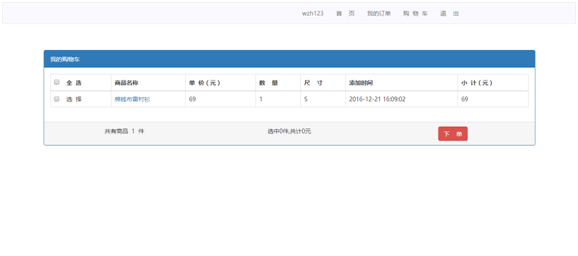 wzh123 首 页 我的订单 购 物 车 退 出
我的购物车
全 选 商品名称 单 价（元） 数 量 尺 寸 添加时间 小 计（元）
选 择 棉线布蕾衬衫 69 1 S 2016-12-21 16:09:02 69
共有商品 1 件 选中0件,共计0元 下 单